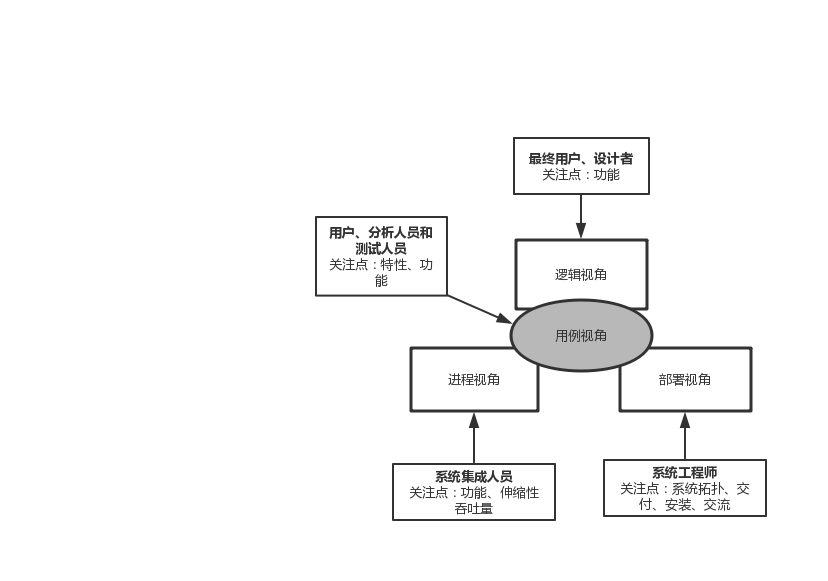 最终用户、设计者
关注点：功能
用户、分析人员和
测试人员
关注点：特性、功
能
逻辑视角
用例视角
进程视角
部署视角
系统集成人员
关注点：功能、伸缩性
吞吐量
系统工程师
关注点：系统拓扑、交
付、安装、交流